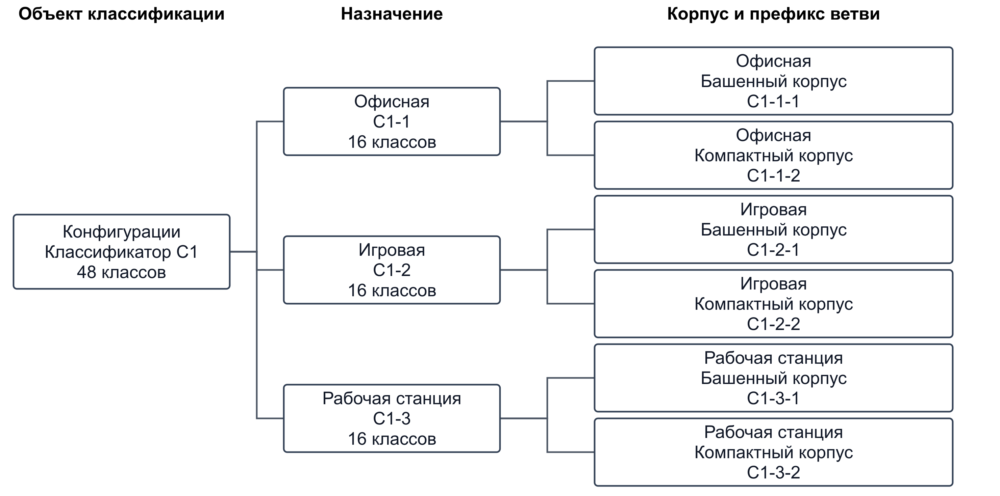 Объект классификации
Назначение
Корпус и префикс ветви
Конфигурации
Классификатор С1
48 классов
Офисная
С1-1
16 классов
Игровая
С1-2
16 классов
Рабочая станция
С1-3
16 классов
Офисная
Башенный корпус
С1-1-1
Офисная
Компактный корпус
С1-1-2
Игровая
Башенный корпус
С1-2-1
Игровая
Компактный корпус
С1-2-2
Рабочая станция
Башенный корпус
С1-3-1
Рабочая станция
Компактный корпус
С1-3-2